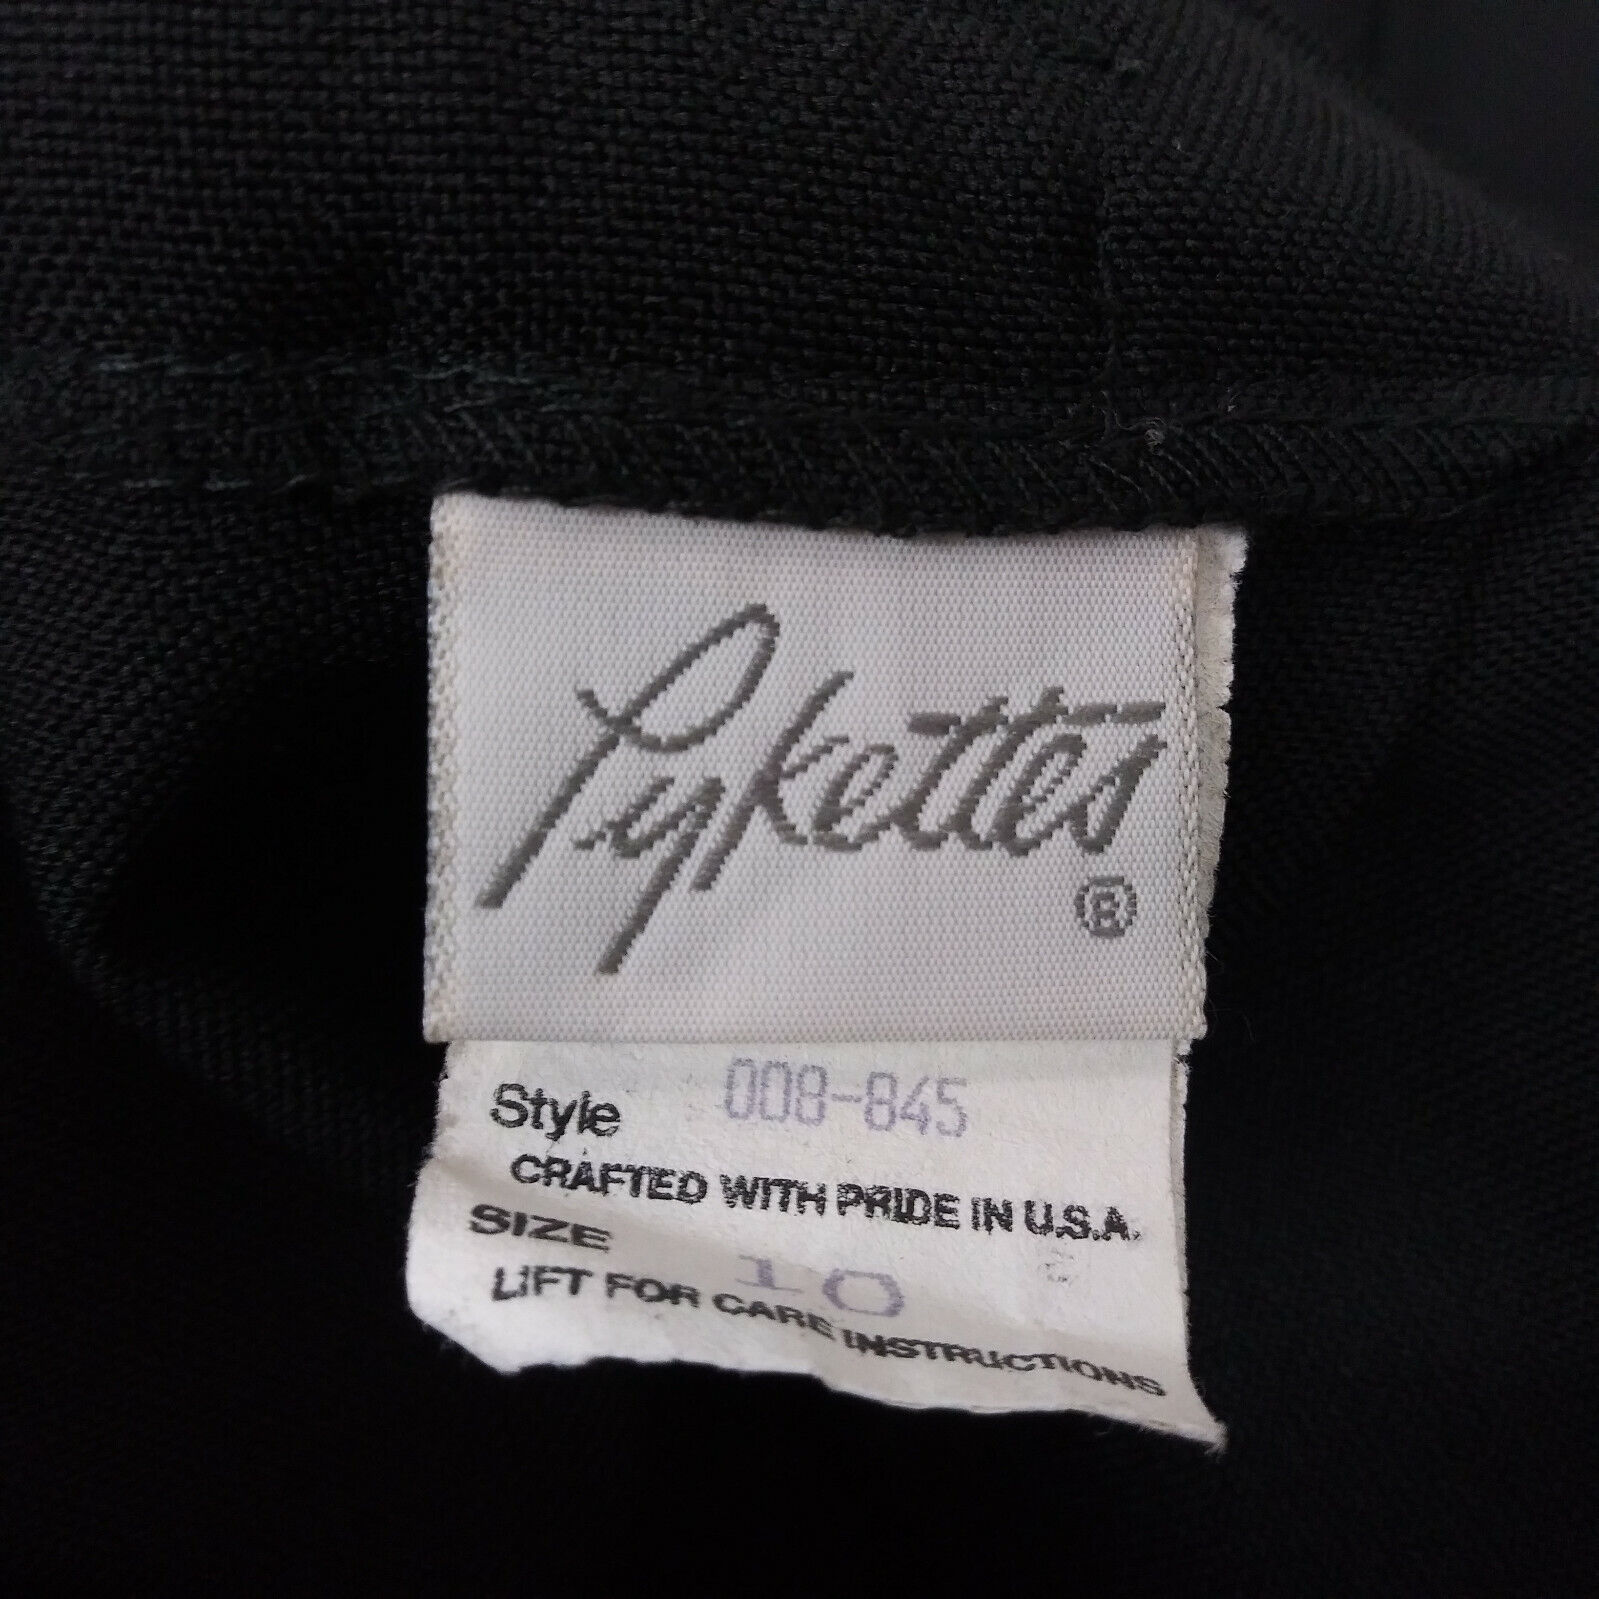 Pykettes
®
Style 008-845
CRAFTED WITH PRIDE IN U.S.A.
SIZE 10
LIFT FOR CARE INSTRUCTIONS